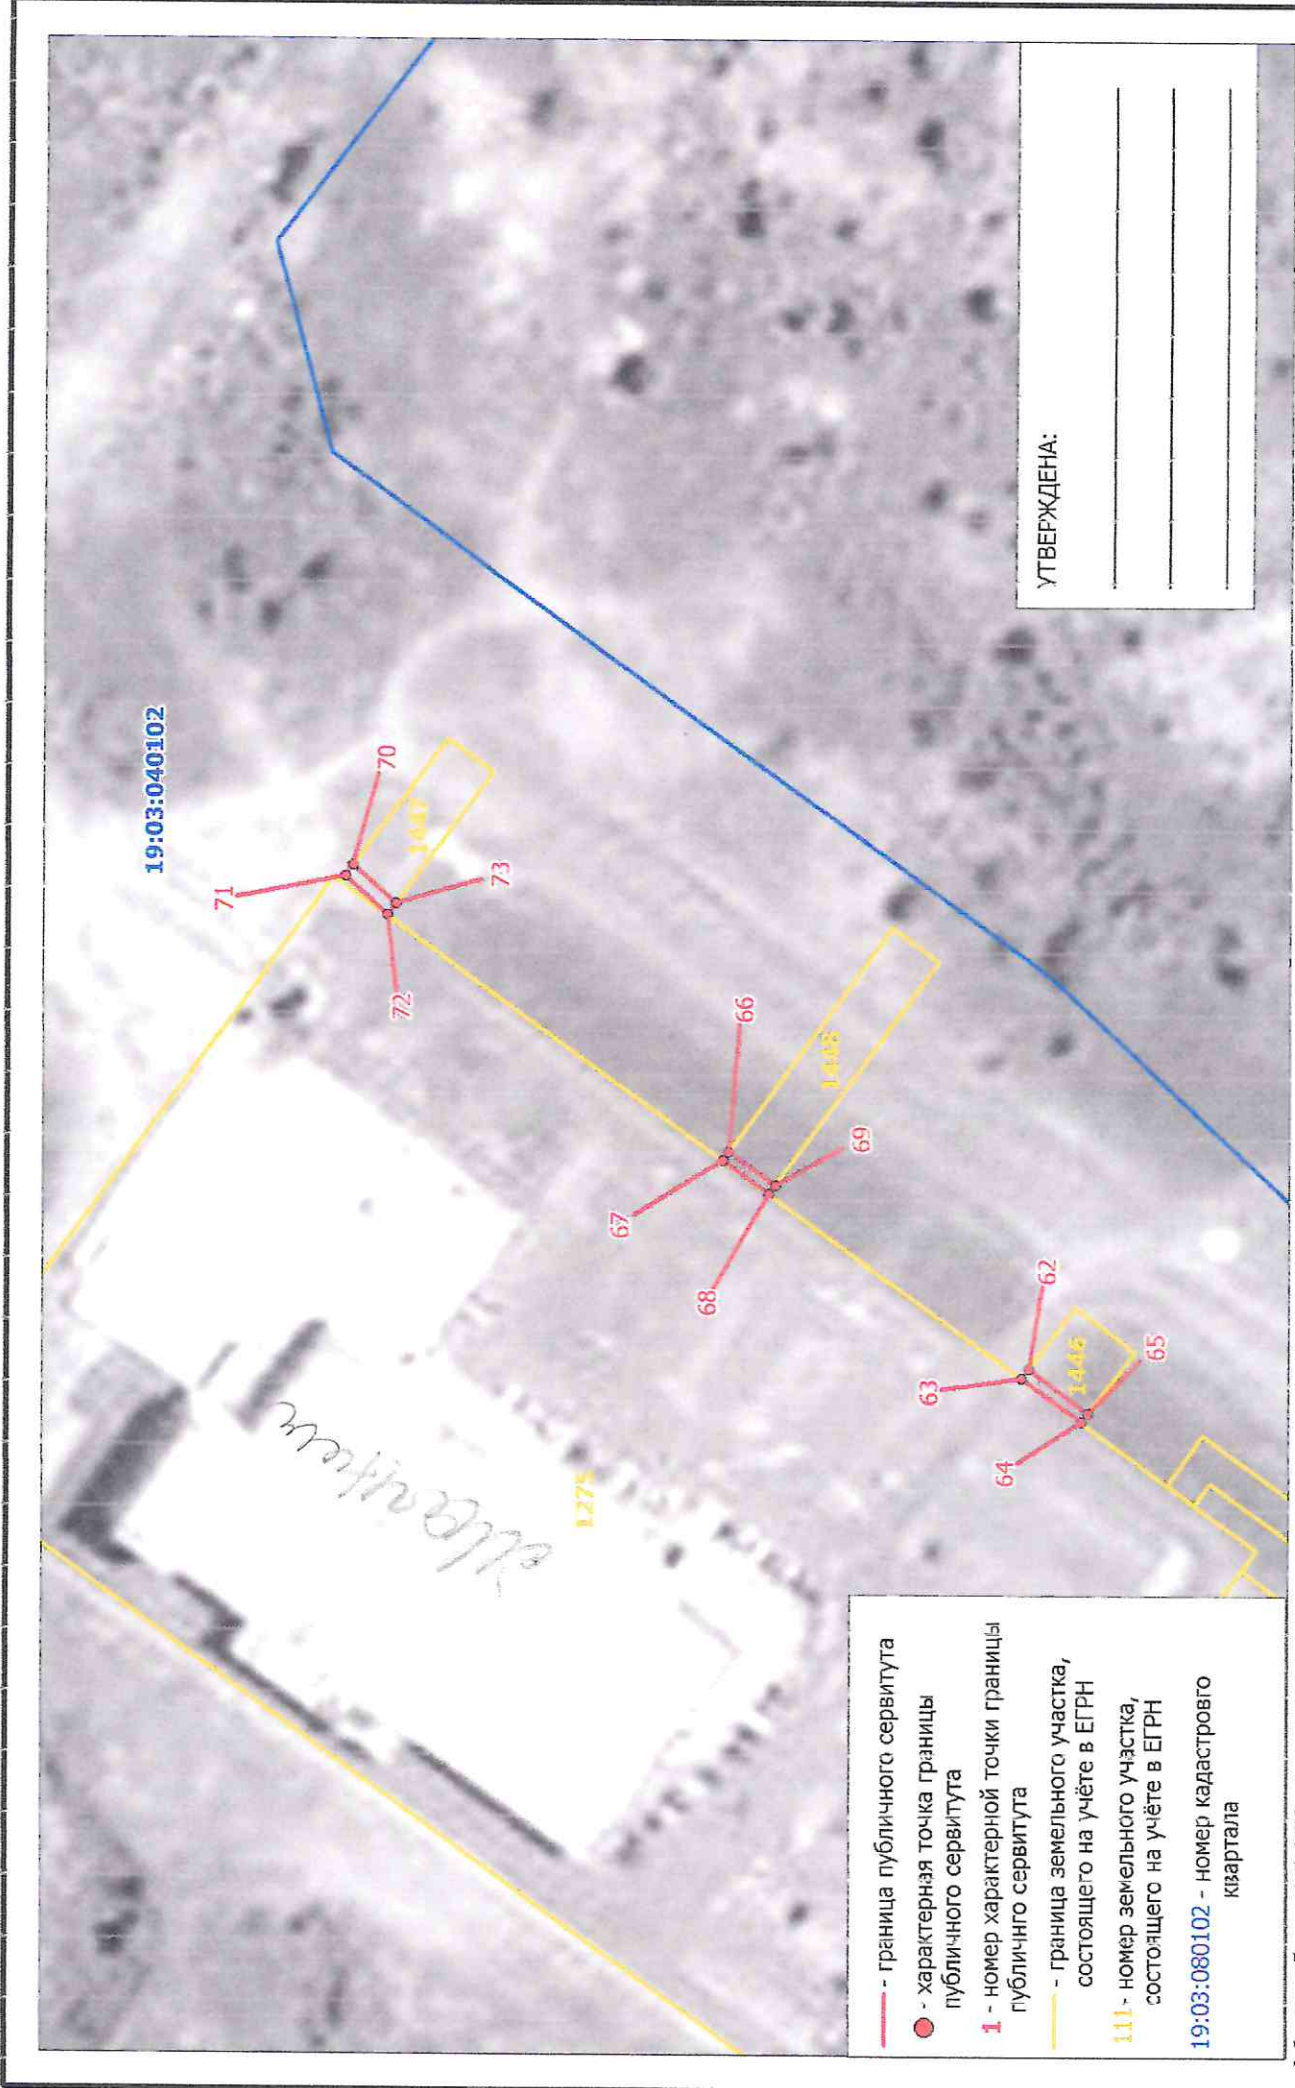 19:03:040102
71
70
1647
73
72
66
1448
67
69
68
62
63
1446
65
64
1275
УТВЕРЖДЕНА:
- граница публичного сервитута
- характерная точка границы
публичного сервитута
1 - номер характерной точки границы
публичнго сервитута
- граница земельного участка,
состоящего на учёте в ЕГРН
111 - номер земельного участка,
состоящего на учёте в ЕГРН
19:03:080102 - номер кадастрово
квартала